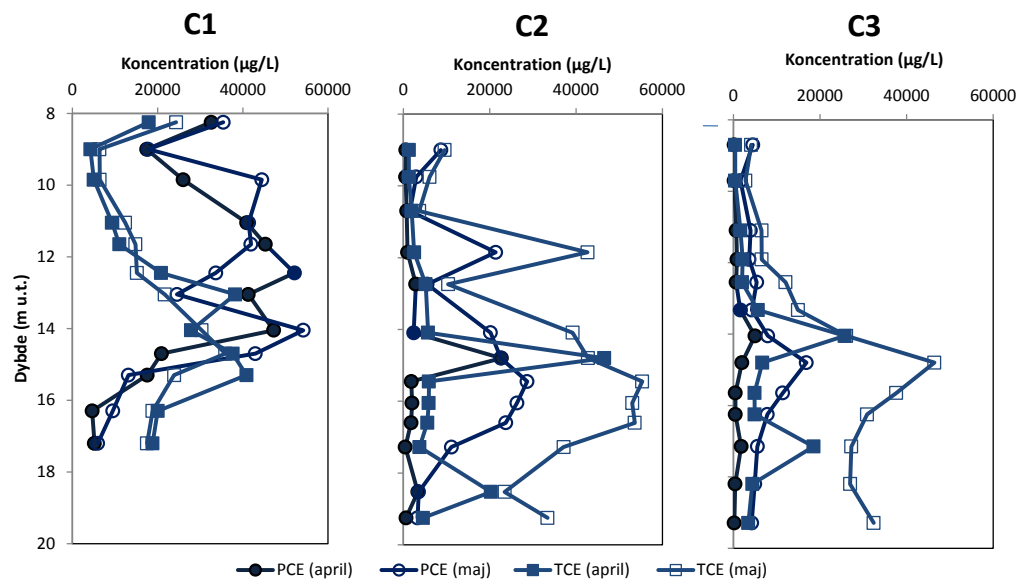 C1 C2 C3
Koncentration (µg/L) Koncentration (µg/L) Koncentration (µg/L)
0 20000 40000 60000 0 20000 40000 60000 0 20000 40000 60000
8
10
12
14
16
18
20
Dybde (m u.t.)
PCE (april) PCE (maj) TCE (april) TCE (maj)